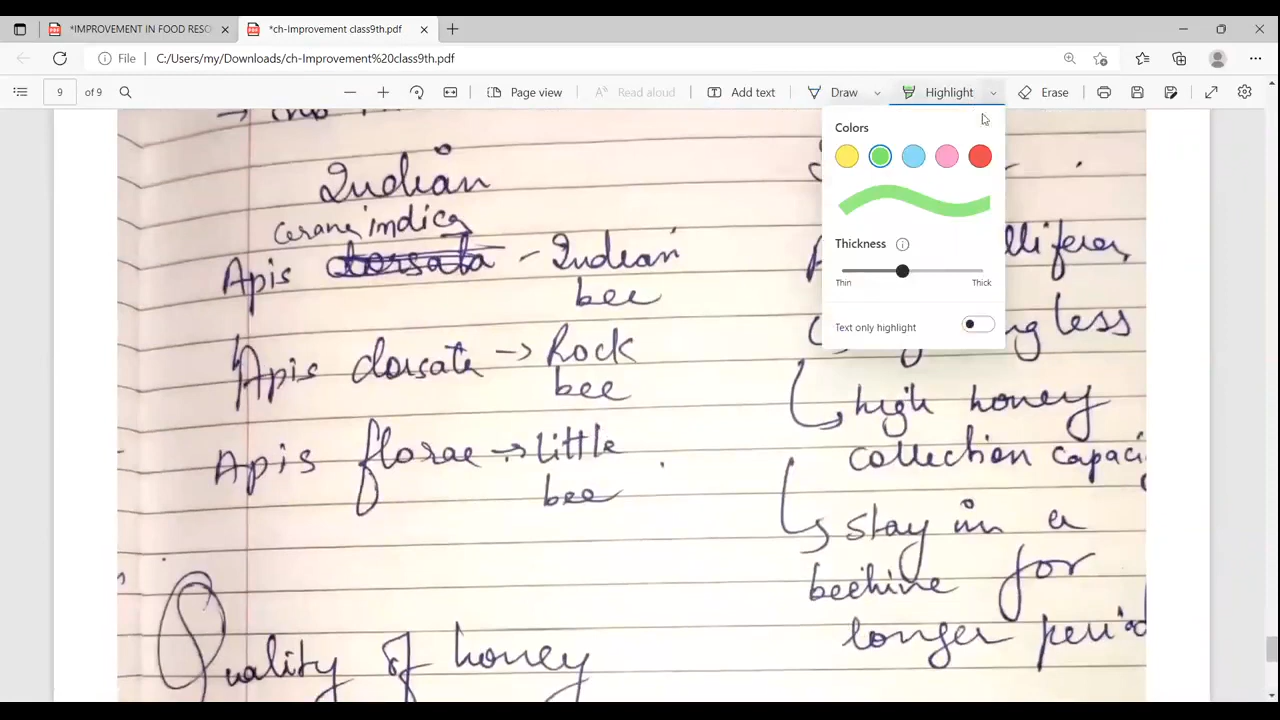 *IMPROVEMENT IN FOOD RESO
*ch-Improvement class9th.pdf
File C:/Users/my/Downloads/ch-Improvement%20class9th.pdf
9 of 9 Page view Read aloud Add text Draw Highlight Erase
Colors
Thickness
Thin Thick
Text only highlight
Indian
cerana indica
Apis dorsata - Indian
bee
Apis dorsata → Rock
bee
Apis florae → little
bee
Quality of honey
less
high honey
collection capaci
stay in a
beehive for
longer period